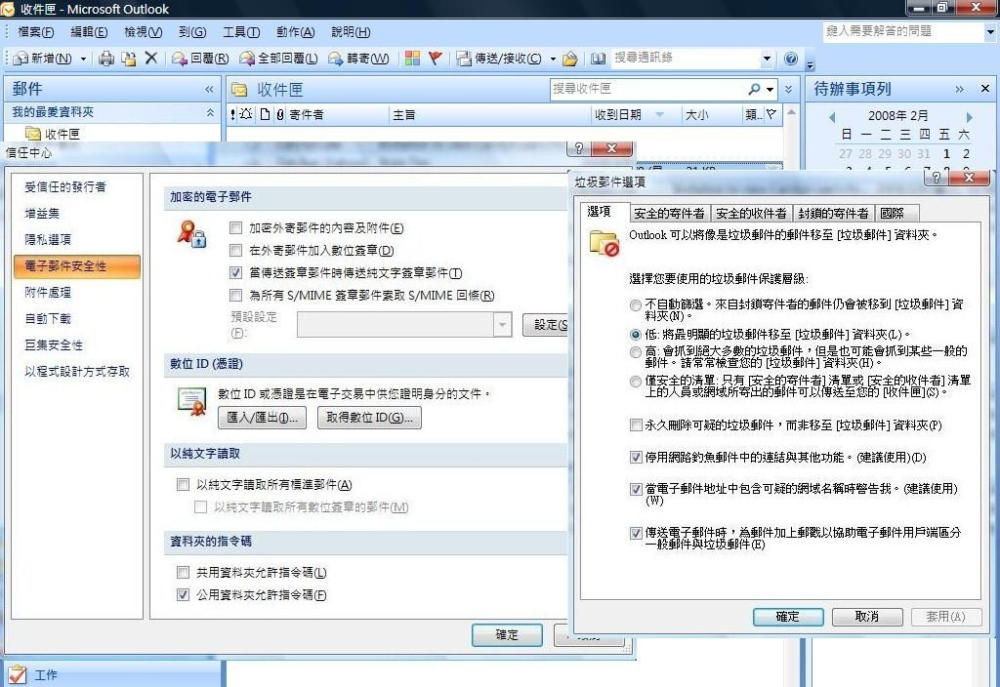 收件匣 - Microsoft Outlook
檔案(F) 編輯(E) 檢視(V) 到(G) 工具(T) 動作(A) 說明(H) 鍵入需要解答的問題
新增(N) 回覆(R) 全部回覆(L) 轉寄(W) 傳送/接收(C) 搜尋通訊錄
郵件 收件匣 搜尋收件匣 待辦事項列
我的最愛資料夾 寄件者 主旨 收到日期 大小 類..
收件匣
2008年 2月
日 一 二 三 四 五 六
27 28 29 30 31 1 2
信任中心
受信任的發行者
增益集
隱私選項
電子郵件安全性
附件處理
自動下載
巨集安全性
以程式設計方式存取
加密的電子郵件
加密外寄郵件的內容及附件(E)
在外寄郵件加入數位簽章(D)
當傳送簽章郵件時傳送純文字簽章郵件(T)
為所有 S/MIME 簽章郵件索取 S/MIME 回條(R)
預設設定
(F):
設定(S
數位 ID (憑證)
數位 ID 或憑證是在電子交易中供您證明身分的文件。
匯入/匯出(I)... 取得數位 ID(G)...
以純文字讀取
以純文字讀取所有標準郵件(A)
以純文字讀取所有數位簽章的郵件(M)
資料夾的指令碼
共用資料夾允許指令碼(L)
公用資料夾允許指令碼(F)
確定
垃圾郵件選項
選項 安全的寄件者 安全的收件者 封鎖的寄件者 國際
Outlook 可以將像是垃圾郵件的郵件移至 [垃圾郵件] 資料夾。
選擇您要使用的垃圾郵件保護層級:
不自動篩選。來自封鎖寄件者的郵件仍會被移到 [垃圾郵件] 資
料夾(N)。
低: 將最明顯的垃圾郵件移至 [垃圾郵件] 資料夾(L)。
高: 會抓到絕大多數的垃圾郵件，但是也可能會抓到某些一般的
郵件。請常常檢查您的 [垃圾郵件] 資料夾(H)。
僅安全的清單: 只有 [安全的寄件者] 清單或 [安全的收件者] 清單
上的人員或網域所寄出的郵件可以傳送至您的 [收件匣](S)。
永久刪除可疑的垃圾郵件，而非移至 [垃圾郵件] 資料夾(P)
停用網路釣魚郵件中的連結與其他功能。(建議使用)(D)
當電子郵件地址中包含可疑的網域名稱時警告我。(建議使用)
(W)
傳送電子郵件時，為郵件加上郵戳以協助電子郵件用戶端區分
一般郵件與垃圾郵件(E)
確定 取消 套用(A)
工作